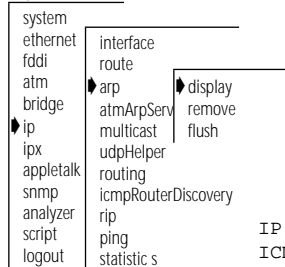 system
ethernet
fddi
atm
bridge
ip
ipx
appletalk
snmp
analyzer
script
logout
interface
route
arp
atmArpServ
multicast
udpHelper
routing
icmpRouterDiscovery
rip
ping
statistic s
display
remove
flush
IP